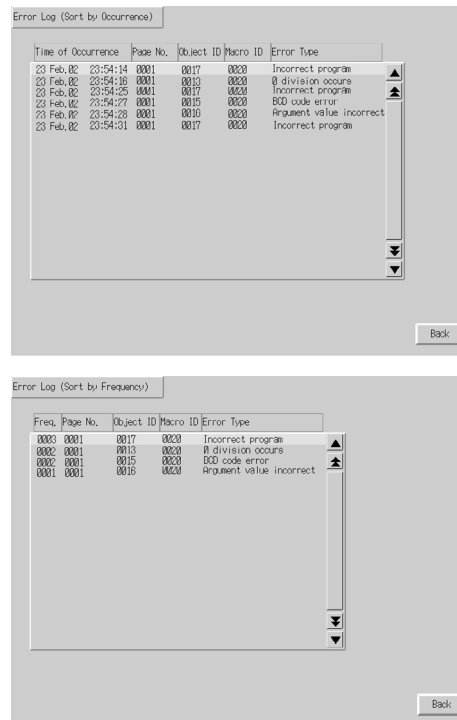 Error Log (Sort by Occurrence)
Time of Occurrence Page No. Object ID Macro ID Error Type
23 Feb.02 23:54:14 0001 0017 0020 Incorrect program
23 Feb.02 23:54:16 0001 0013 0020 0 division occurs
23 Feb.02 23:54:25 0001 0017 0020 Incorrect program
23 Feb.02 23:54:27 0001 0015 0020 BCD code error
23 Feb.02 23:54:28 0001 0016 0020 Argument value incorrect
23 Feb.02 23:54:31 0001 0017 0020 Incorrect program
Back
Error Log (Sort by Frequency)
Freq. Page No. Object ID Macro ID Error Type
0003 0001 0017 0020 Incorrect program
0002 0001 0013 0020 0 division occurs
0002 0001 0015 0020 BCD code error
0001 0001 0016 0020 Argument value incorrect
Back